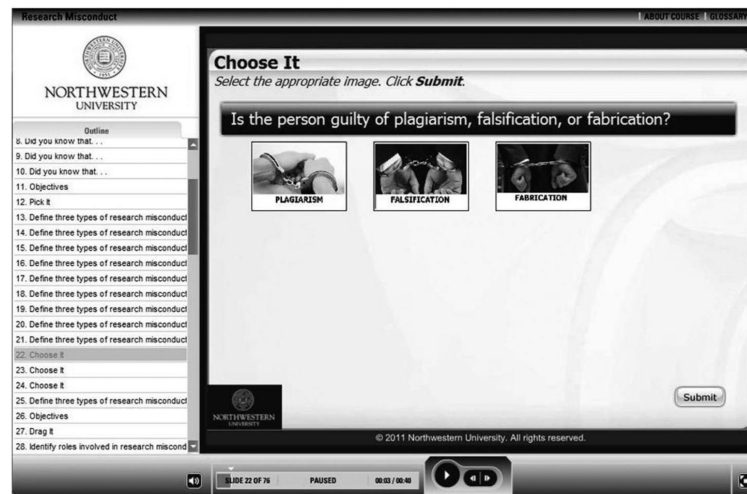 Research Misconduct
ABOUT COURSE
GLOSSARY
NORTHWESTERN
UNIVERSITY
Outline
8. Did you know that. . .
9. Did you know that. . .
10. Did you know that. . .
11. Objectives
12. Pick It
13. Define three types of research misconduct
14. Define three types of research misconduct
15. Define three types of research misconduct
16. Define three types of research misconduct
17. Define three types of research misconduct
18. Define three types of research misconduct
19. Define three types of research misconduct
20. Define three types of research misconduct
21. Define three types of research misconduct
22. Choose It
23. Choose It
24. Choose It
25. Define three types of research misconduct
26. Objectives
27. Drag It
28. Identify roles involved in research miscond
Choose It
Select the appropriate image. Click Submit.
Is the person guilty of plagiarism, falsification, or fabrication?
PLAGIARISM
FALSIFICATION
FABRICATION
Submit
NORTHWESTERN
UNIVERSITY
© 2011 Northwestern University. All rights reserved.
SLIDE 22 OF 76
PAUSED
00:03 / 00:40